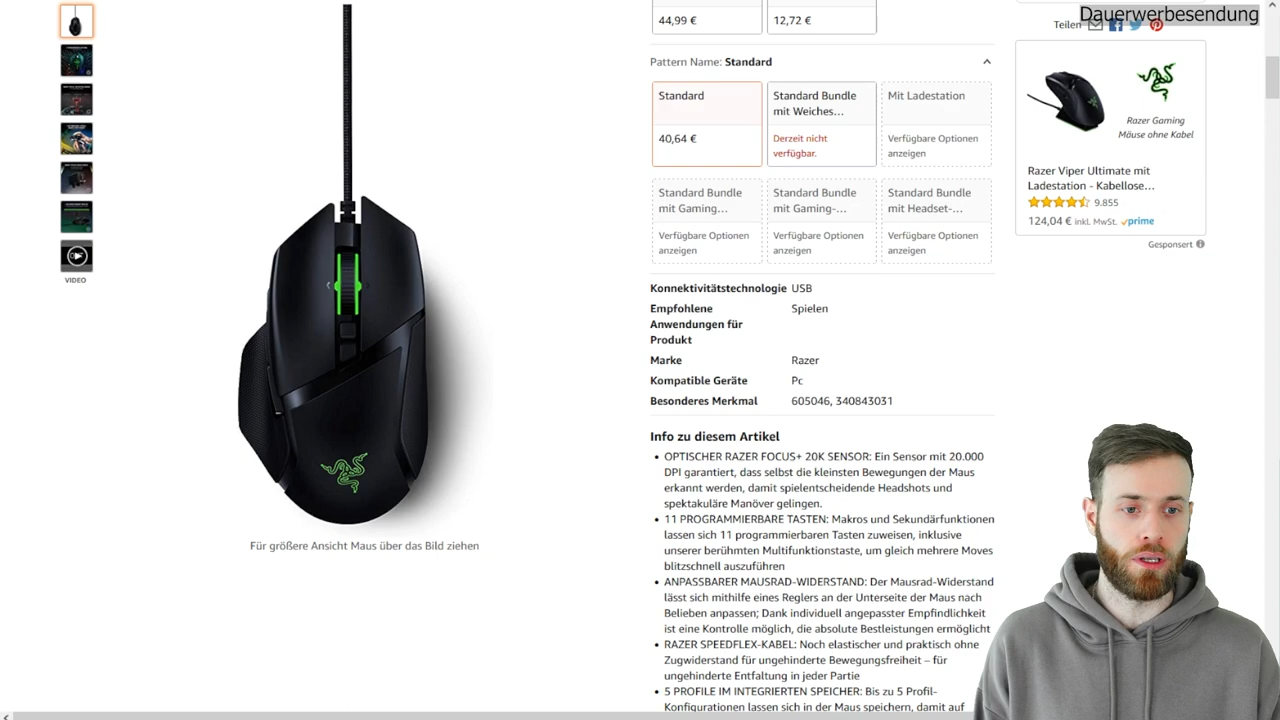 Dauerwerbesendung
Teilen
44,99 €
12,72 €
Pattern Name: Standard
Standard
40,64 €
Standard Bundle
mit Weiches…
Derzeit nicht
verfügbar.
Mit Ladestation
Verfügbare Optionen
anzeigen
Standard Bundle
mit Gaming…
Verfügbare Optionen
anzeigen
Standard Bundle
mit Gaming-…
Verfügbare Optionen
anzeigen
Standard Bundle
mit Headset-…
Verfügbare Optionen
anzeigen
Konnektivitätstechnologie USB
Empfohlene Spielen
Anwendungen für
Produkt
Marke Razer
Kompatible Geräte Pc
Besonderes Merkmal 605046, 340843031
Info zu diesem Artikel
• OPTISCHER RAZER FOCUS+ 20K SENSOR: Ein Sensor mit 20.000
DPI garantiert, dass selbst die kleinsten Bewegungen der Maus
erkannt werden, damit spielentscheidende Headshots und
spektakuläre Manöver gelingen.
• 11 PROGRAMMIERBARE TASTEN: Makros und Sekundärfunktionen
lassen sich 11 programmierbaren Tasten zuweisen, inklusive
unserer berühmten Multifunktionstaste, um gleich mehrere Moves
blitzschnell auszuführen
• ANPASSBARER MAUSRAD-WIDERSTAND: Der Mausrad-Widerstand
lässt sich mithilfe eines Reglers an der Unterseite der Maus nach
Belieben anpassen; Dank individuell angepasster Empfindlichkeit
ist eine Kontrolle möglich, die absolute Bestleistungen ermöglicht
• RAZER SPEEDFLEX-KABEL: Noch elastischer und praktisch ohne
Zugwiderstand für ungehinderte Bewegungsfreiheit – für
ungehinderte Entfaltung in jeder Partie
• 5 PROFILE IM INTEGRIERTEN SPEICHER: Bis zu 5 Profil-
Konfigurationen lassen sich in der Maus speichern, damit auf
VIDEO
Für größere Ansicht Maus über das Bild ziehen
Razer Gaming
Mäuse ohne Kabel
Razer Viper Ultimate mit
Ladestation - Kabellose…
9.855
124,04 € inkl. MwSt. prime
Gesponsert